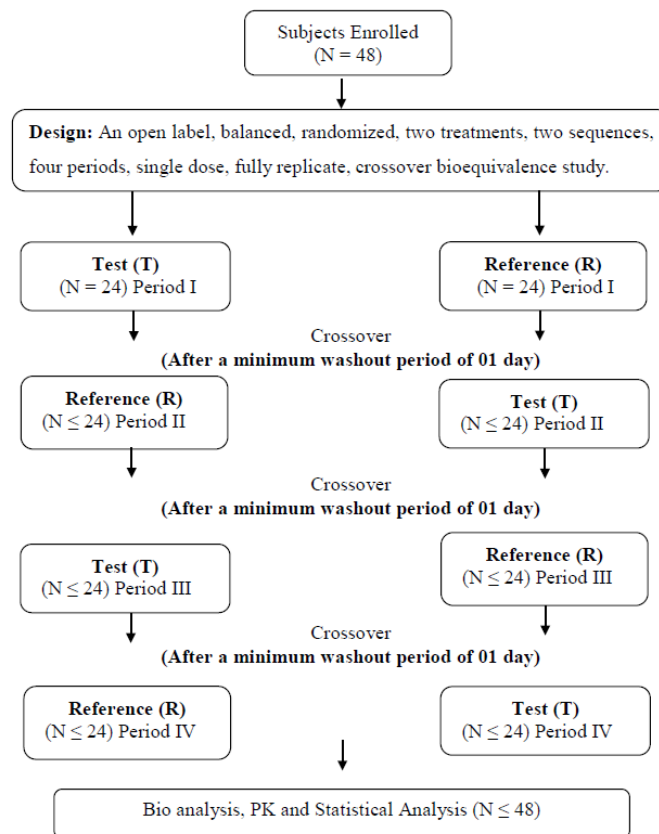 Subjects Enrolled
(N = 48)
Design: An open label, balanced, randomized, two treatments, two sequences,
four periods, single dose, fully replicate, crossover bioequivalence study.
Test (T)
(N = 24) Period I
Reference (R)
(N = 24) Period I
Crossover
(After a minimum washout period of 01 day)
Reference (R)
(N ≤ 24) Period II
Test (T)
(N ≤ 24) Period II
Crossover
(After a minimum washout period of 01 day)
Test (T)
(N ≤ 24) Period III
Reference (R)
(N ≤ 24) Period III
Crossover
(After a minimum washout period of 01 day)
Reference (R)
(N ≤ 24) Period IV
Test (T)
(N ≤ 24) Period IV
Bio analysis, PK and Statistical Analysis (N ≤ 48)